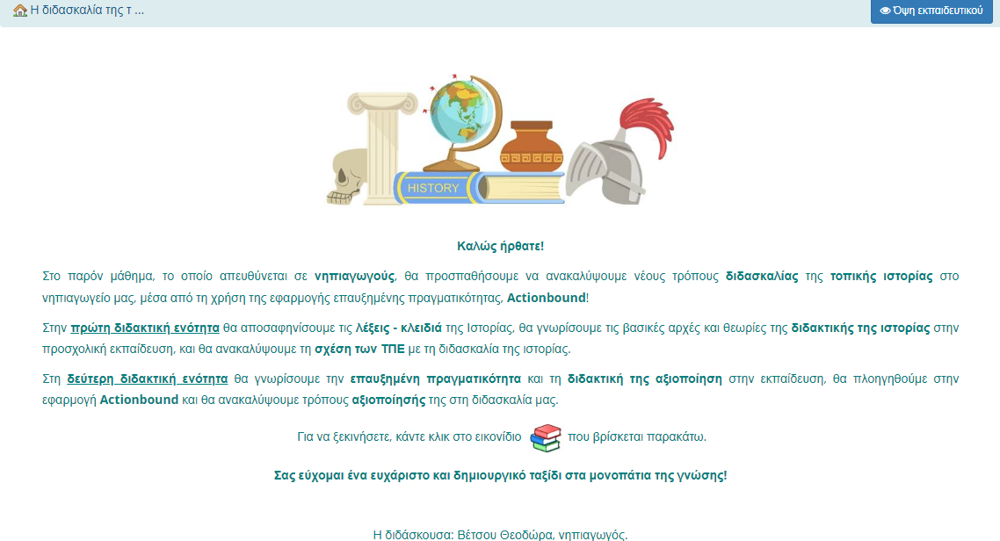 Η διδασκαλία της τ ...
Όψη εκπαιδευτικού
HISTORY
Καλώς ήρθατε!
Στο παρόν μάθημα, το οποίο απευθύνεται σε νηπιαγωγούς, θα προσπαθήσουμε να ανακαλύψουμε νέους τρόπους διδασκαλίας της τοπικής ιστορίας στο
νηπιαγωγείο μας, μέσα από τη χρήση της εφαρμογής επαυξημένης πραγματικότητας, Actionbound!
Στην πρώτη διδακτική ενότητα θα αποσαφηνίσουμε τις λέξεις - κλειδιά της Ιστορίας, θα γνωρίσουμε τις βασικές αρχές και θεωρίες της διδακτικής της ιστορίας στην
προσχολική εκπαίδευση, και θα ανακαλύψουμε τη σχέση των ΤΠΕ με τη διδασκαλία της ιστορίας.
Στη δεύτερη διδακτική ενότητα θα γνωρίσουμε την επαυξημένη πραγματικότητα και τη διδακτική της αξιοποίηση στην εκπαίδευση, θα πλοηγηθούμε στην
εφαρμογή Actionbound και θα ανακαλύψουμε τρόπους αξιοποίησής της στη διδασκαλία μας.
Για να ξεκινήσετε, κάντε κλικ στο εικονίδιο που βρίσκεται παρακάτω.
Σας εύχομαι ένα ευχάριστο και δημιουργικό ταξίδι στα μονοπάτια της γνώσης!
Η διδάσκουσα: Βέτσου Θεοδώρα, νηπιαγωγός.